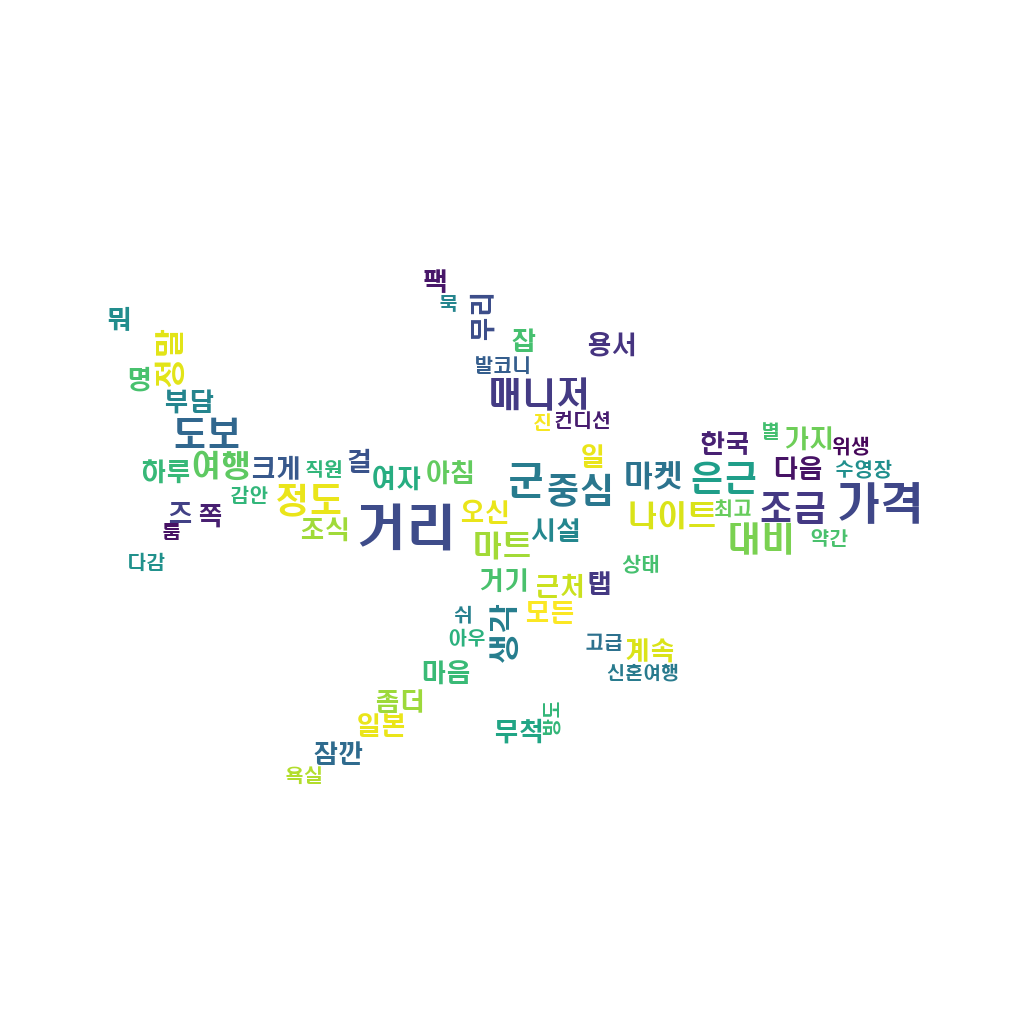 팩
묵
무리
뭐
정말
잡
용서
명
발코니
부담
매니저
진
컨디션
도보
별
가지
한국
위생
하루
여행
크게
직원
걸
여자
아침
군
중심
일
마켓
은근
다음
수영장
감안
정도
즈
쪽
룸
조식
거리
오신
마트
시설
나이트
최고
조금
가격
대비
약간
다감
거기
근처
탭
상태
쉬
모든
생각
아우
고급
계속
마음
신혼여행
좀더
일본
무척
방도
잠깐
욕실